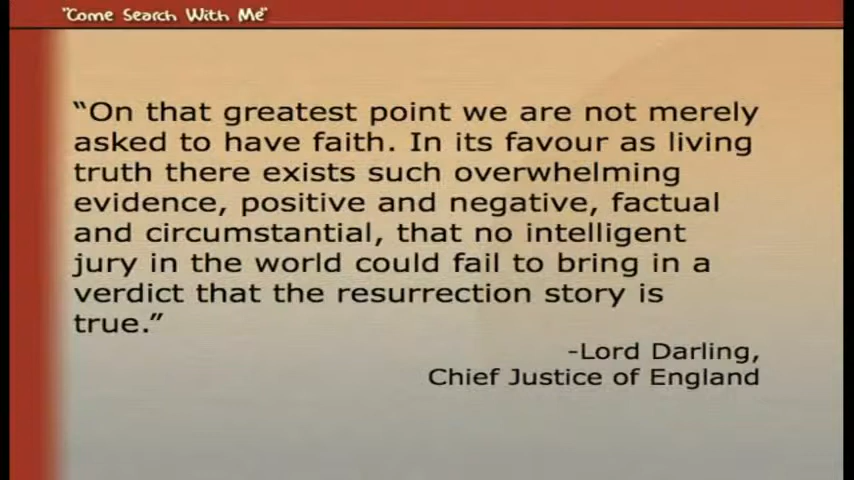 "Come Search With Me"
“On that greatest point we are not merely
asked to have faith. In its favour as living
truth there exists such overwhelming
evidence, positive and negative, factual
and circumstantial, that no intelligent
jury in the world could fail to bring in a
verdict that the resurrection story is
true.”
-Lord Darling,
Chief Justice of England